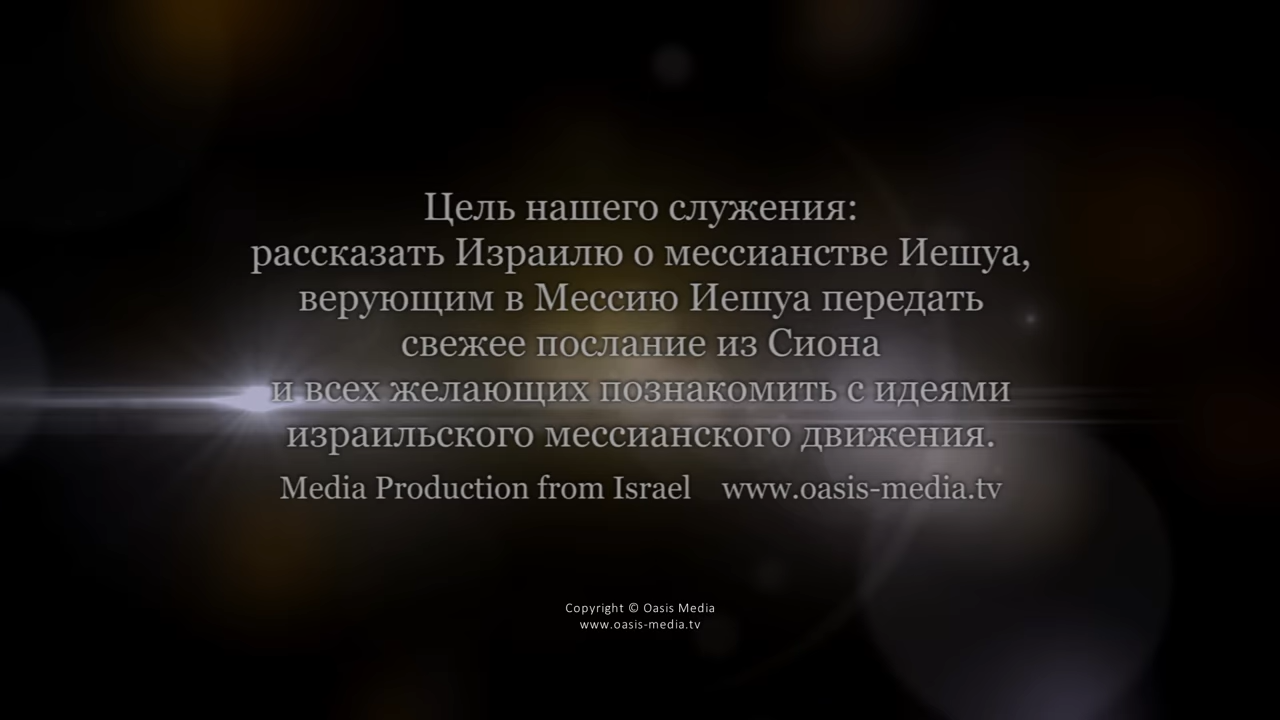 Цель нашего служения:
рассказать Израилю о мессианстве Иешуа,
верующим в Мессию Иешуа передать
свежее послание из Сиона
и всех желающих познакомить с идеями
израильского мессианского движения.
Media Production from Israel www.oasis-media.tv
Copyright © Oasis Media
www.oasis-media.tv